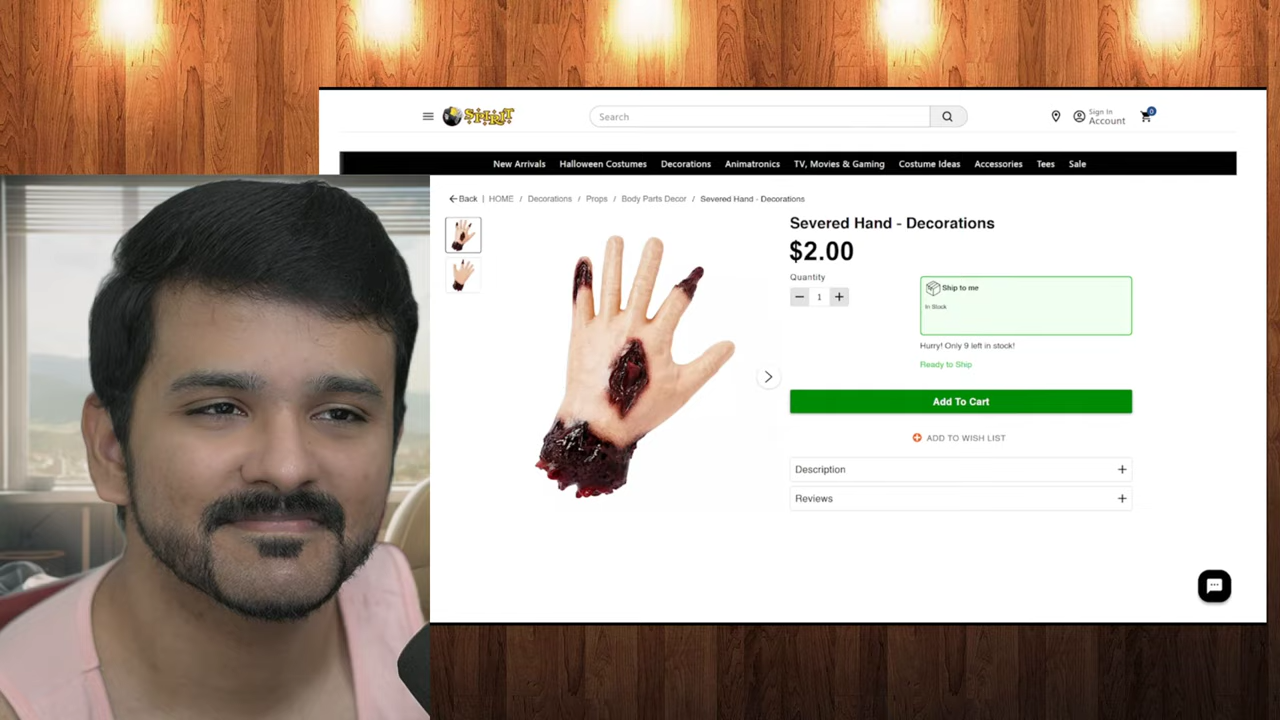 SPIRIT
Search
Sign In
Account
0
New Arrivals Halloween Costumes Decorations Animatronics TV, Movies & Gaming Costume Ideas Accessories Tees Sale
Back | HOME / Decorations / Props / Body Parts Decor / Severed Hand - Decorations
Severed Hand - Decorations
$2.00
Quantity
1
Ship to me
In Stock
Hurry! Only 9 left in stock!
Ready to Ship
Add To Cart
ADD TO WISH LIST
Description
Reviews